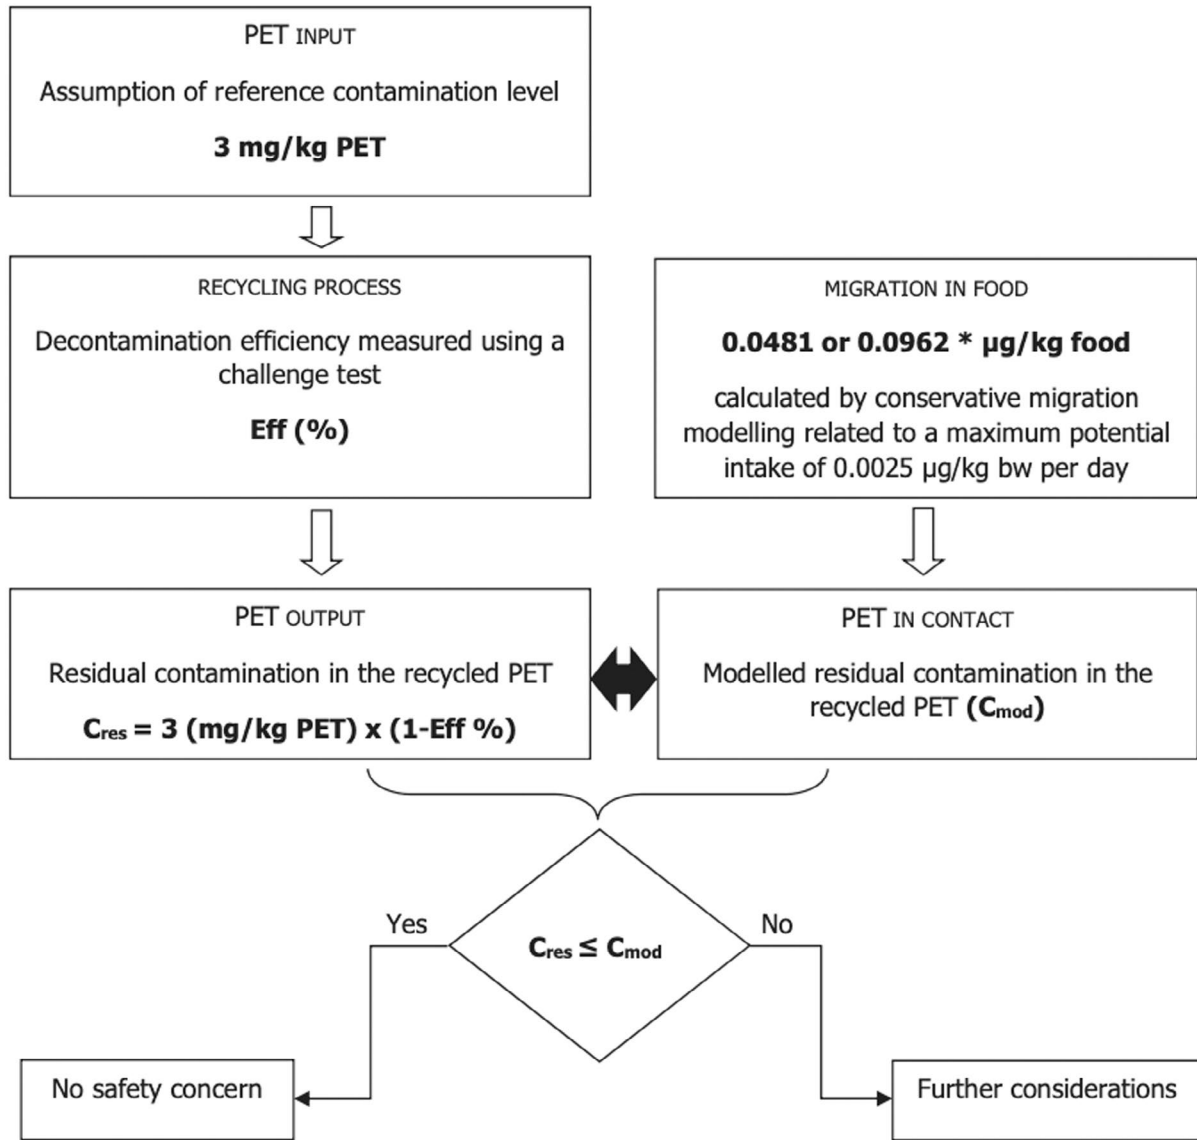 PET INPUT
Assumption of reference contamination level
3 mg/kg PET
RECYCLING PROCESS
Decontamination efficiency measured using a
challenge test
Eff (%)
MIGRATION IN FOOD
0.0481 or 0.0962 * µg/kg food
calculated by conservative migration
modelling related to a maximum potential
intake of 0.0025 µg/kg bw per day
PET OUTPUT
Residual contamination in the recycled PET
Cres = 3 (mg/kg PET) x (1-Eff %)
PET IN CONTACT
Modelled residual contamination in the
recycled PET (Cmod)
Yes
No
Cres ≤ Cmod
No safety concern
Further considerations